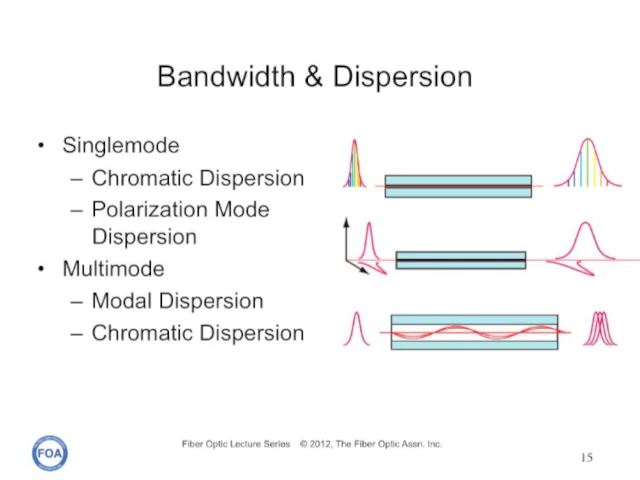 Bandwidth & Dispersion
• Singlemode
– Chromatic Dispersion
– Polarization Mode
Dispersion
• Multimode
– Modal Dispersion
– Chromatic Dispersion
FOA
Fiber Optic Lecture Series © 2012, The Fiber Optic Assn. Inc.
15